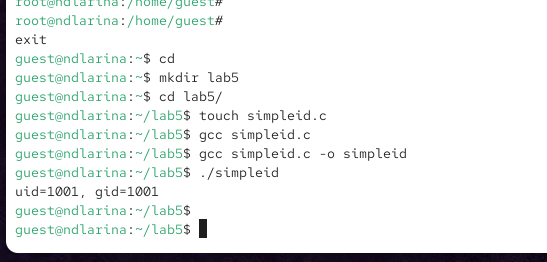 root@ndlarina:/home/guest#
root@ndlarina:/home/guest#
exit
guest@ndlarina:~$ cd
guest@ndlarina:~$ mkdir lab5
guest@ndlarina:~$ cd lab5/
guest@ndlarina:~/lab5$ touch simpleid.c
guest@ndlarina:~/lab5$ gcc simpleid.c
guest@ndlarina:~/lab5$ gcc simpleid.c -o simpleid
guest@ndlarina:~/lab5$ ./simpleid
uid=1001, gid=1001
guest@ndlarina:~/lab5$
guest@ndlarina:~/lab5$